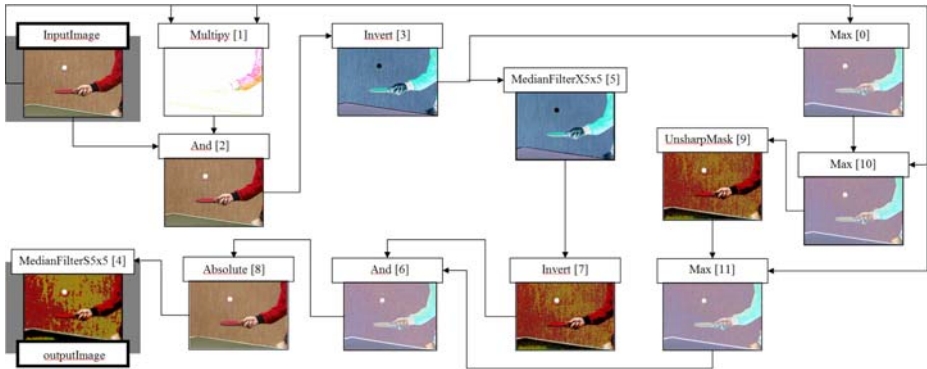 InputImage
Multipy [1]
Invert [3]
Max [0]
MedianFilterX5x5 [5]
And [2]
UnsharpMask [9]
Max [10]
MedianFilterS5x5 [4]
Absolute [8]
And [6]
Invert [7]
Max [11]
outputImage